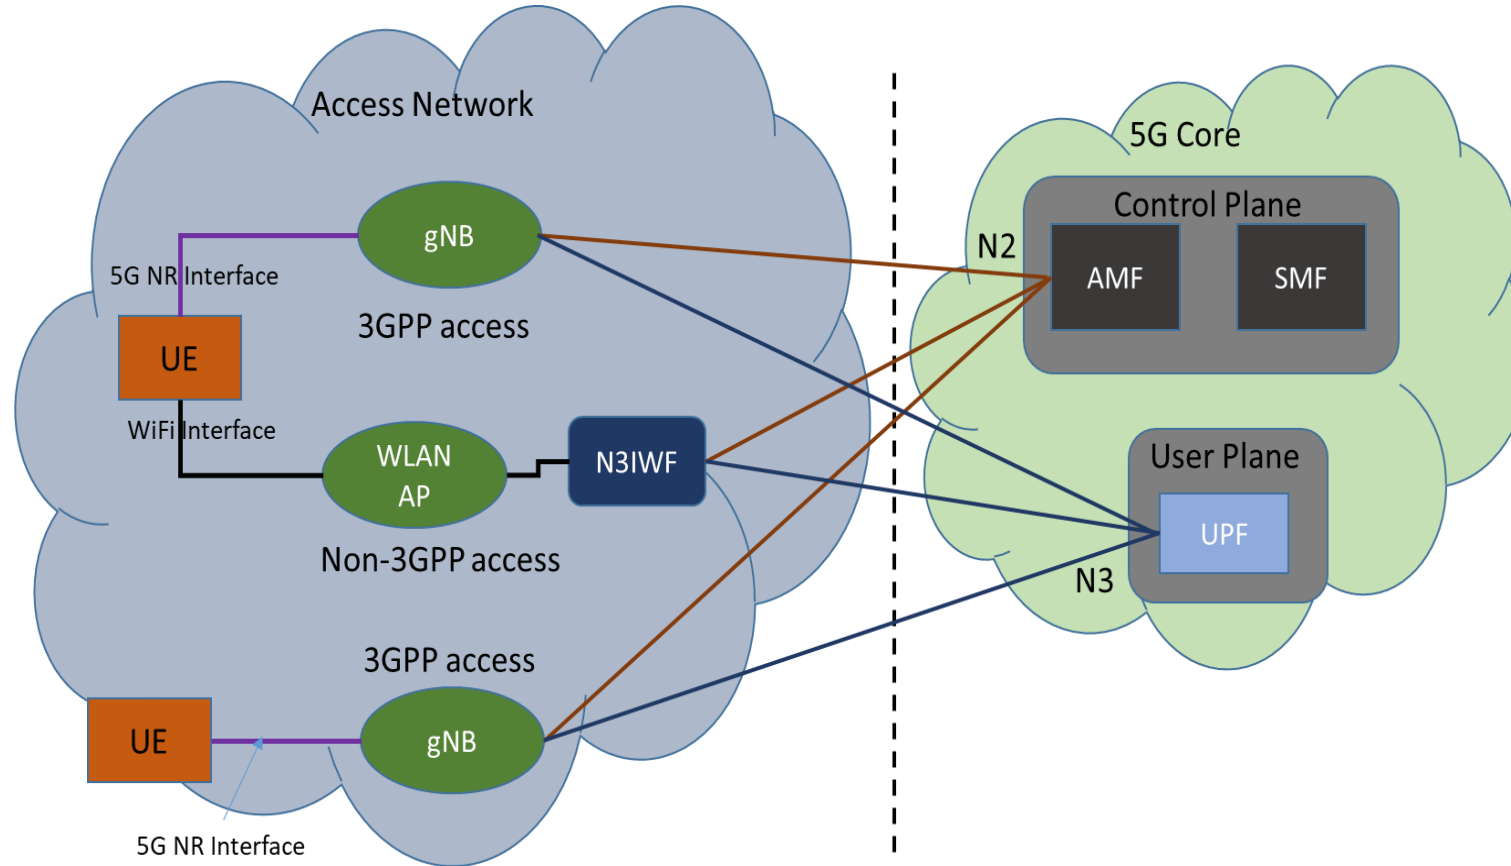 Access Network
5G Core
Control Plane
gNB
N2
AMF
SMF
5G NR Interface
3GPP access
UE
WiFi Interface
WLAN
AP
N3IWF
User Plane
UPF
Non-3GPP access
N3
3GPP access
UE
gNB
5G NR Interface